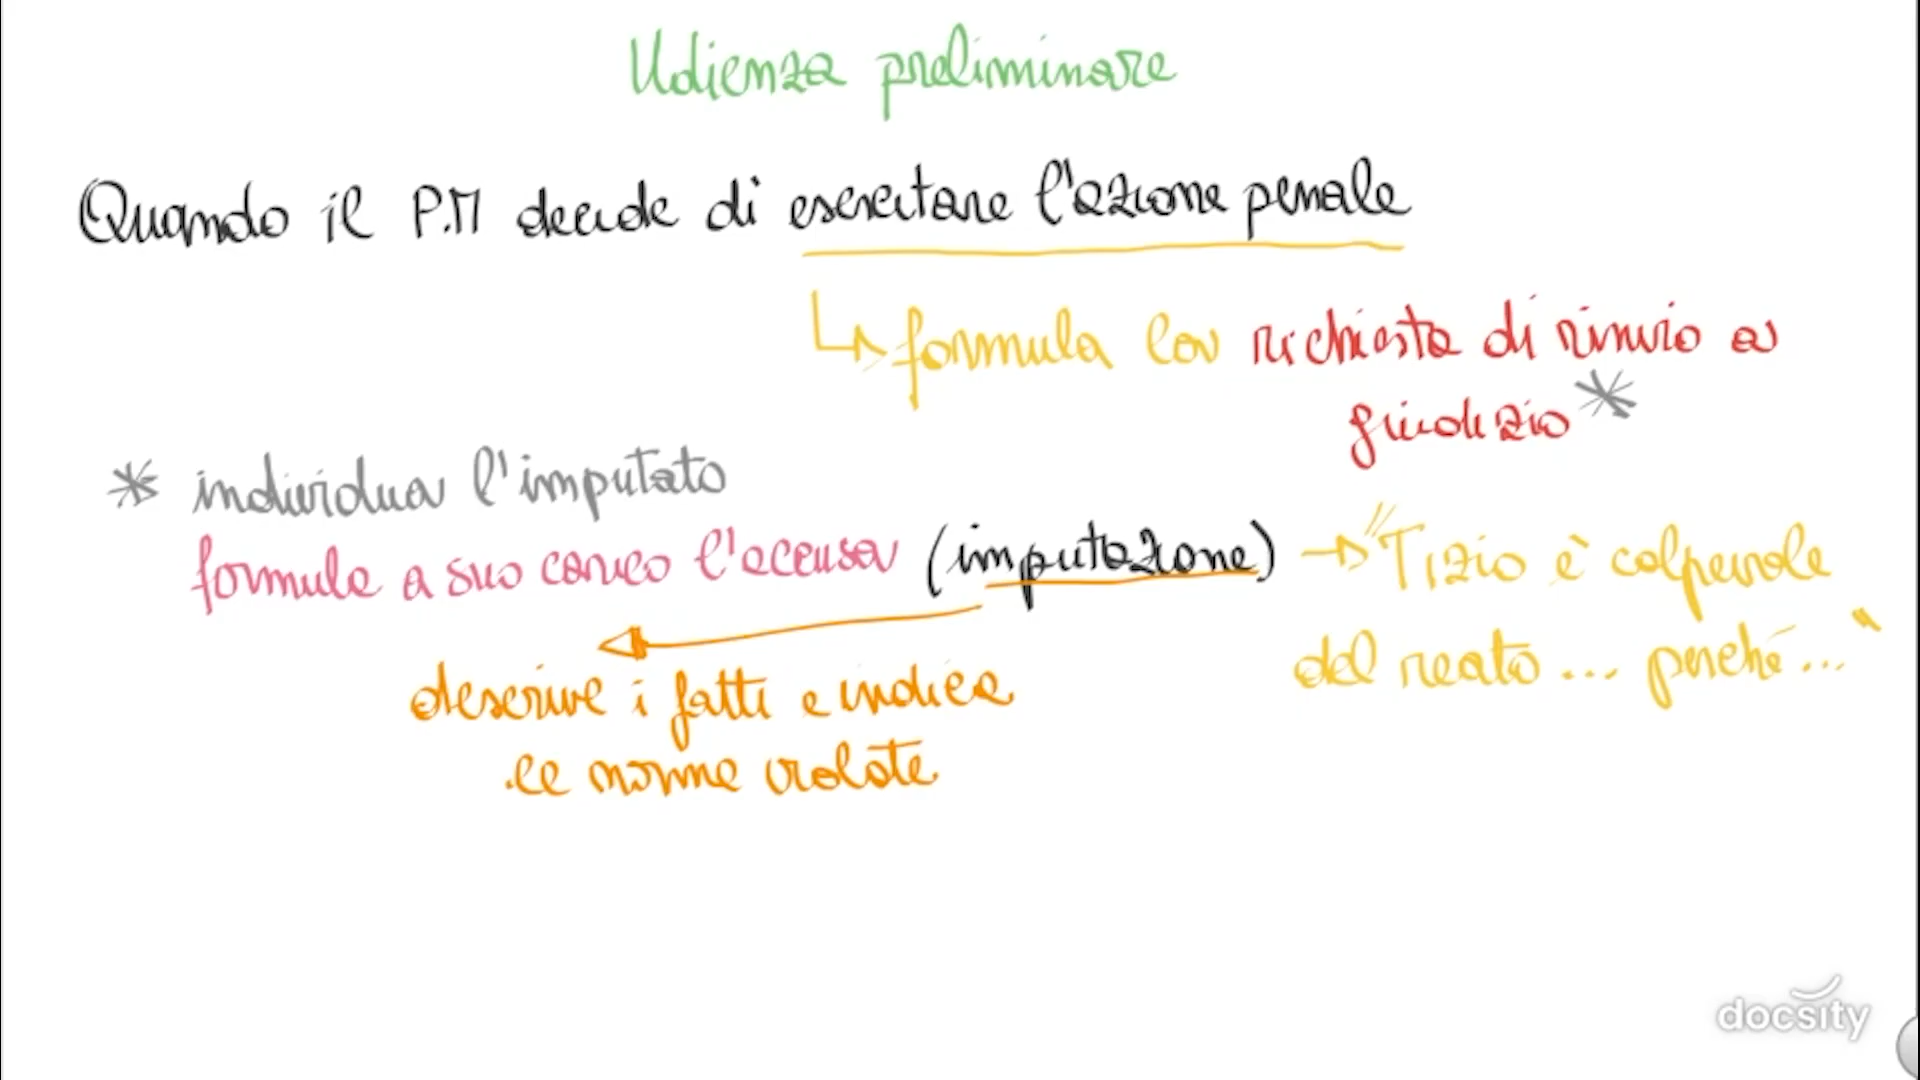 Udienza preliminare
Quando il P.M decide di esercitare l'azione penale
formula la richiesta di rinvio a
giudizio *
* individua l'imputato
formula a suo carico l'accusa (imputazione) → "Tizio è colpevole
del reato ... perché ... "
descrive i fatti e indica
le norme violate
docsity